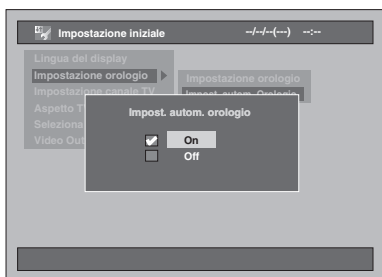 Impostazione iniziale --/--/--(---) --:--
Lingua del display
Impostazione orologio
Impostazione orologio
Impostazione canale TV
Impost. autom. Orologio
Aspetto T
Seleziona
Video Out
Impost. autom. orologio
On
Off